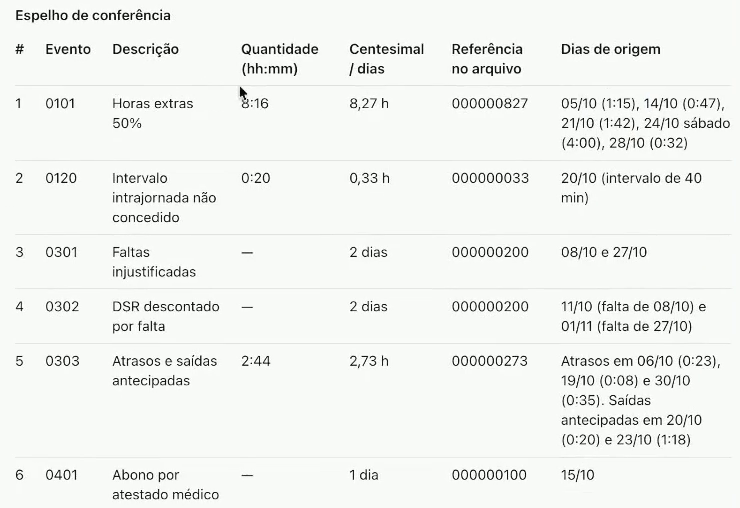 Espelho de conferência
# Evento Descrição Quantidade (hh:mm) Centesimal / dias Referência no arquivo Dias de origem
1 0101 Horas extras 50% 8:16 8,27 h 000000827 05/10 (1:15), 14/10 (0:47), 21/10 (1:42), 24/10 sábado (4:00), 28/10 (0:32)
2 0120 Intervalo intrajornada não concedido 0:20 0,33 h 000000033 20/10 (intervalo de 40 min)
3 0301 Faltas injustificadas — 2 dias 000000200 08/10 e 27/10
4 0302 DSR descontado por falta — 2 dias 000000200 11/10 (falta de 08/10) e 01/11 (falta de 27/10)
5 0303 Atrasos e saídas antecipadas 2:44 2,73 h 000000273 Atrasos em 06/10 (0:23), 19/10 (0:08) e 30/10 (0:35). Saídas antecipadas em 20/10 (0:20) e 23/10 (1:18)
6 0401 Abono por atestado médico — 1 dia 000000100 15/10